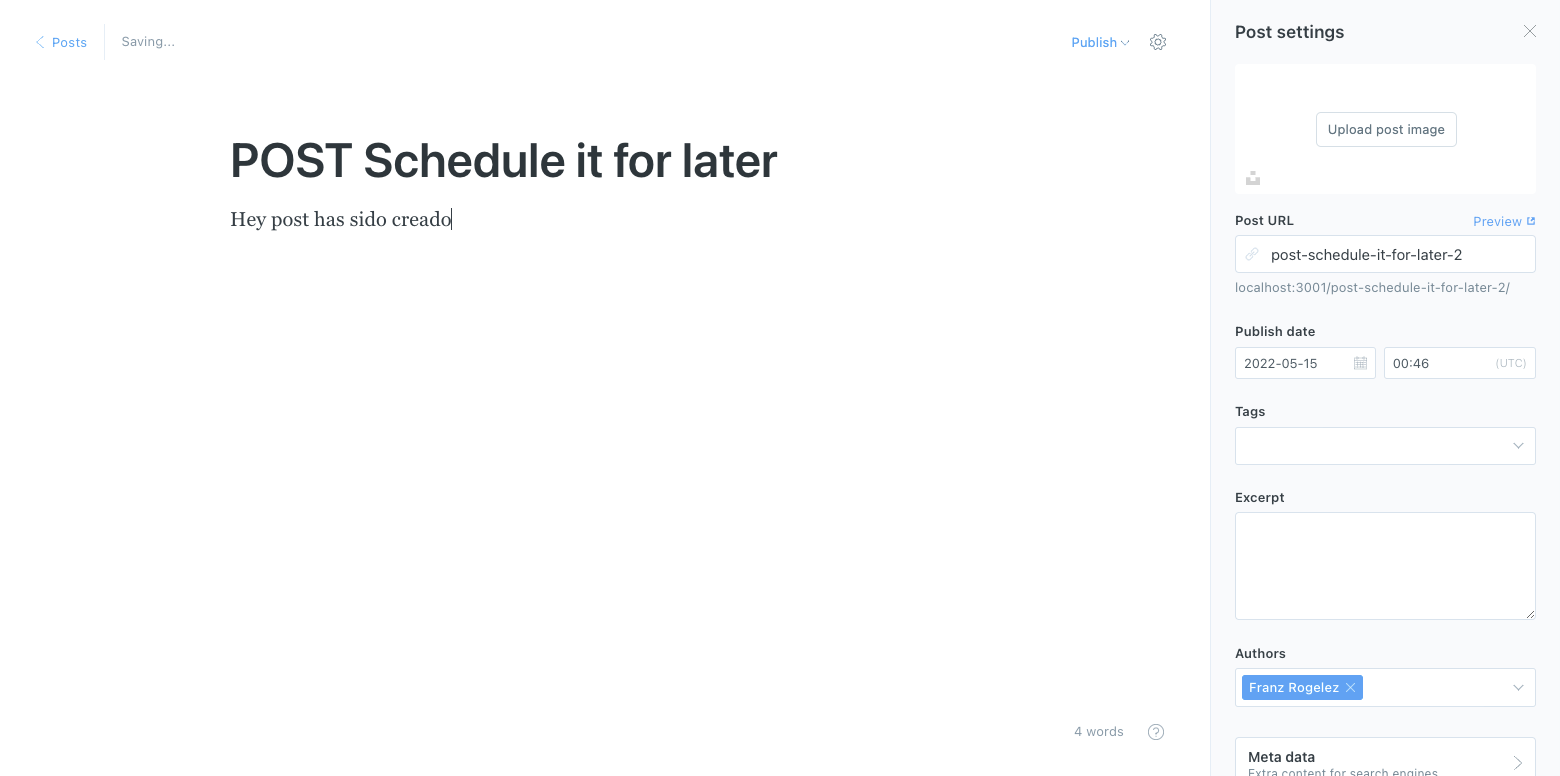 Posts
Saving...
Publish
POST Schedule it for later
Hey post has sido creado
4 words
?
Post settings
Upload post image
Post URL
Preview
post-schedule-it-for-later-2
localhost:3001/post-schedule-it-for-later-2/
Publish date
2022-05-15
00:46 (UTC)
Tags
Excerpt
Authors
Franz Rogelez
Meta data
Extra content for search engines